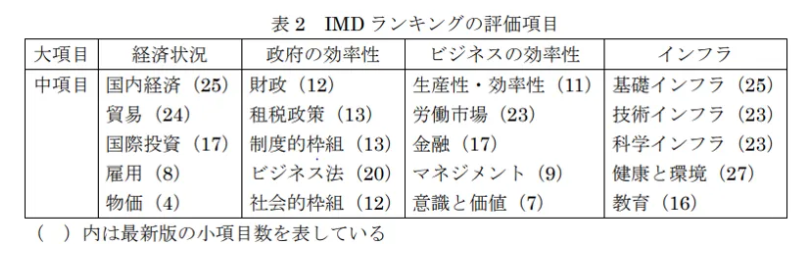 表2 IMDランキングの評価項目
大項目 経済状況 政府の効率性 ビジネスの効率性 インフラ
中項目 国内経済（25） 財政（12） 生産性・効率性（11） 基礎インフラ（25）
貿易（24） 租税政策（13） 労働市場（23） 技術インフラ（23）
国際投資（17） 制度的枠組（13） 金融（17） 科学インフラ（23）
雇用（8） ビジネス法（20） マネジメント（9） 健康と環境（27）
物価（4） 社会的枠組（12） 意識と価値（7） 教育（16）
（　）内は最新版の小項目数を表している